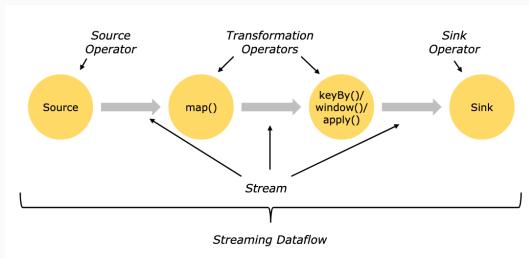 Source
Operator
Transformation
Operators
Sink
Operator
Source
map()
keyBy()/
window()/
apply()
Sink
Stream
Streaming Dataflow